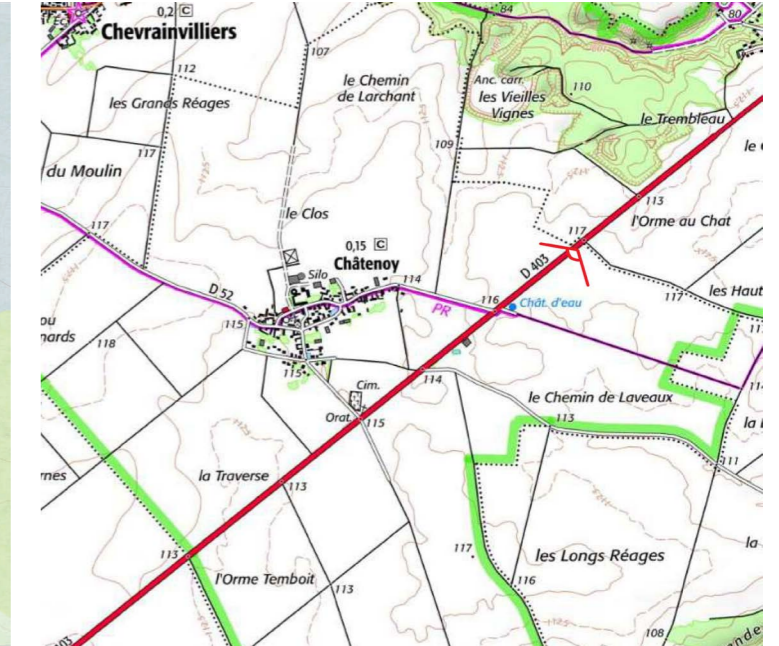 0,2 C
84
80
Chevrainvilliers
107
le Chemin
de Larchant
Anc. carr.
les Vieilles
Vignes
110
112
les Grands Réages
le Trembleau
117
109
du Moulin
113
l'Orme au Chat
le Clos
117
117
0,15 C
Châtenoy
D 403
Silo
114
les Haut
117
D 52
116
Chât. d'eau
PR
115
118
115
114
Cim.
le Chemin de Laveaux
113
Orat.
115
la Traverse
111
113
113
117
les Longs Réages
la
l'Orme Temboit
113
116
108